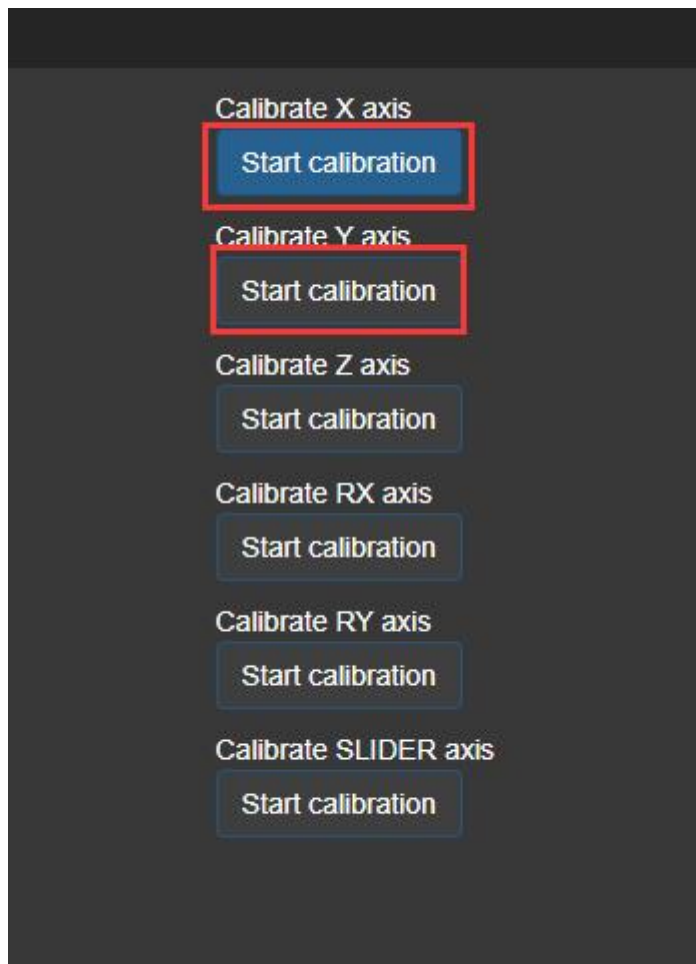 Calibrate X axis
Start calibration
Calibrate Y axis
Start calibration
Calibrate Z axis
Start calibration
Calibrate RX axis
Start calibration
Calibrate RY axis
Start calibration
Calibrate SLIDER axis
Start calibration